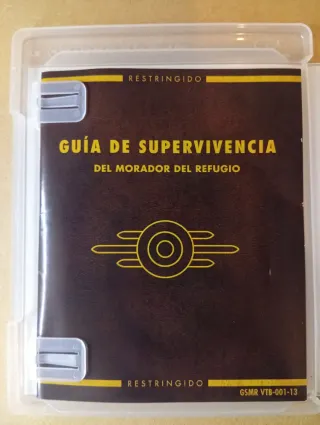 RESTRINGIDO
GUÍA DE SUPERVIVENCIA
DEL MORADOR DEL REFUGIO
RESTRINGIDO
GSMR VTB-001-13